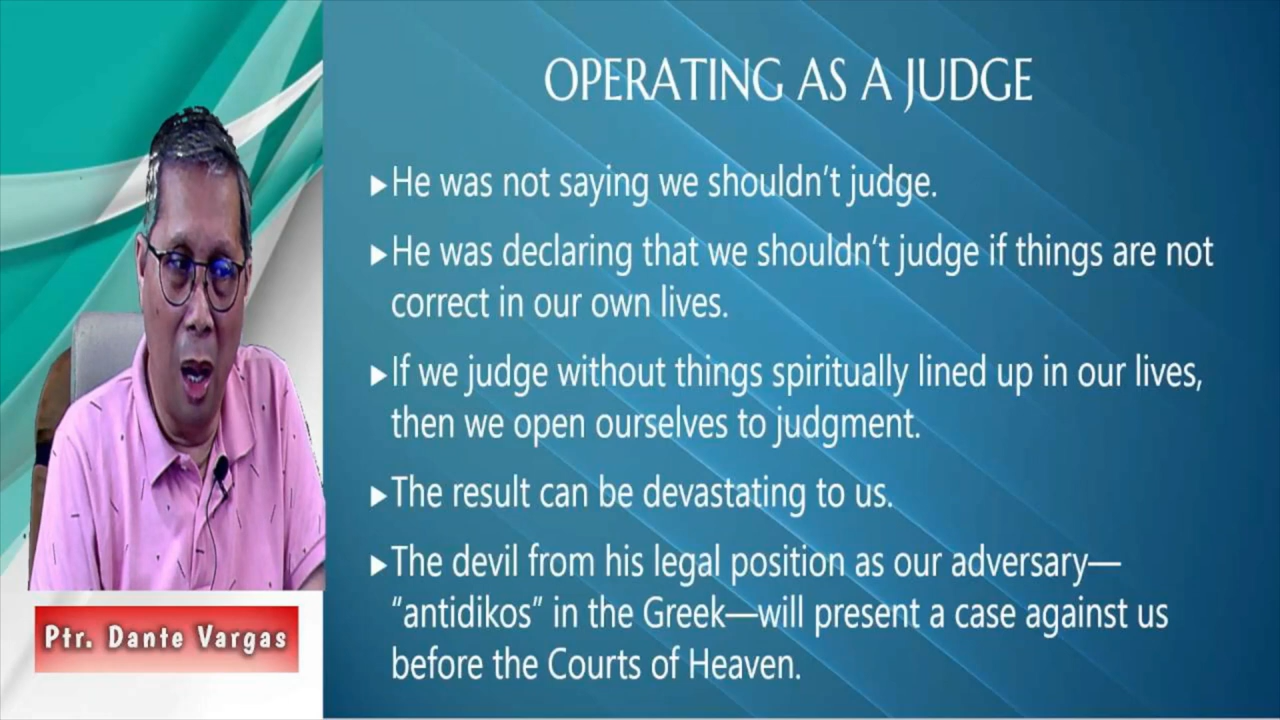 OPERATING AS A JUDGE
▸He was not saying we shouldn’t judge.
▸He was declaring that we shouldn’t judge if things are not
correct in our own lives.
▸If we judge without things spiritually lined up in our lives,
then we open ourselves to judgment.
▸The result can be devastating to us.
▸The devil from his legal position as our adversary—
“antidikos” in the Greek—will present a case against us
before the Courts of Heaven.
Ptr. Dante Vargas